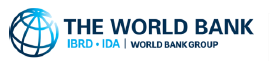 THE WORLD BANK
IBRD • IDA | WORLD BANK GROUP